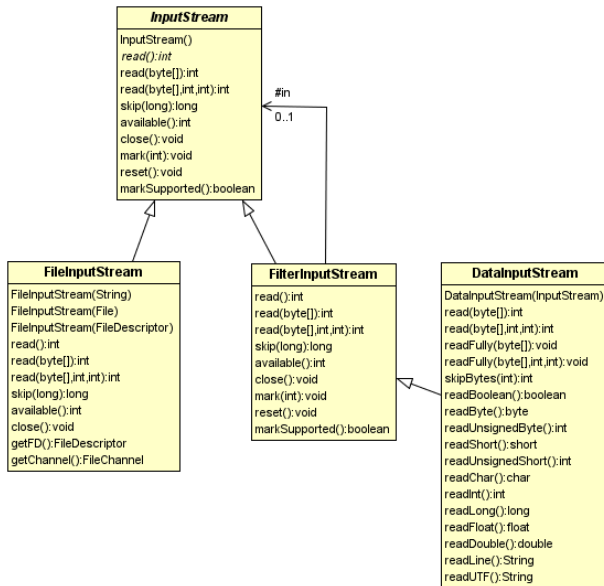 InputStream
InputStream()
read():int
read(byte[]):int
read(byte[],int,int):int
skip(long):long
available():int
close():void
mark(int):void
reset():void
markSupported():boolean
#in
0..1
FileInputStream
FileInputStream(String)
FileInputStream(File)
FileInputStream(FileDescriptor)
read():int
read(byte[]):int
read(byte[],int,int):int
skip(long):long
available():int
close():void
getFD():FileDescriptor
getChannel():FileChannel
FilterInputStream
read():int
read(byte[]):int
read(byte[],int,int):int
skip(long):long
available():int
close():void
mark(int):void
reset():void
markSupported():boolean
DataInputStream
DataInputStream(InputStream)
read(byte[]):int
read(byte[],int,int):int
readFully(byte[]):void
readFully(byte[],int,int):void
skipBytes(int):int
readBoolean():boolean
readByte():byte
readUnsignedByte():int
readShort():short
readUnsignedShort():int
readChar():char
readInt():int
readLong():long
readFloat():float
readDouble():double
readLine():String
readUTF():String